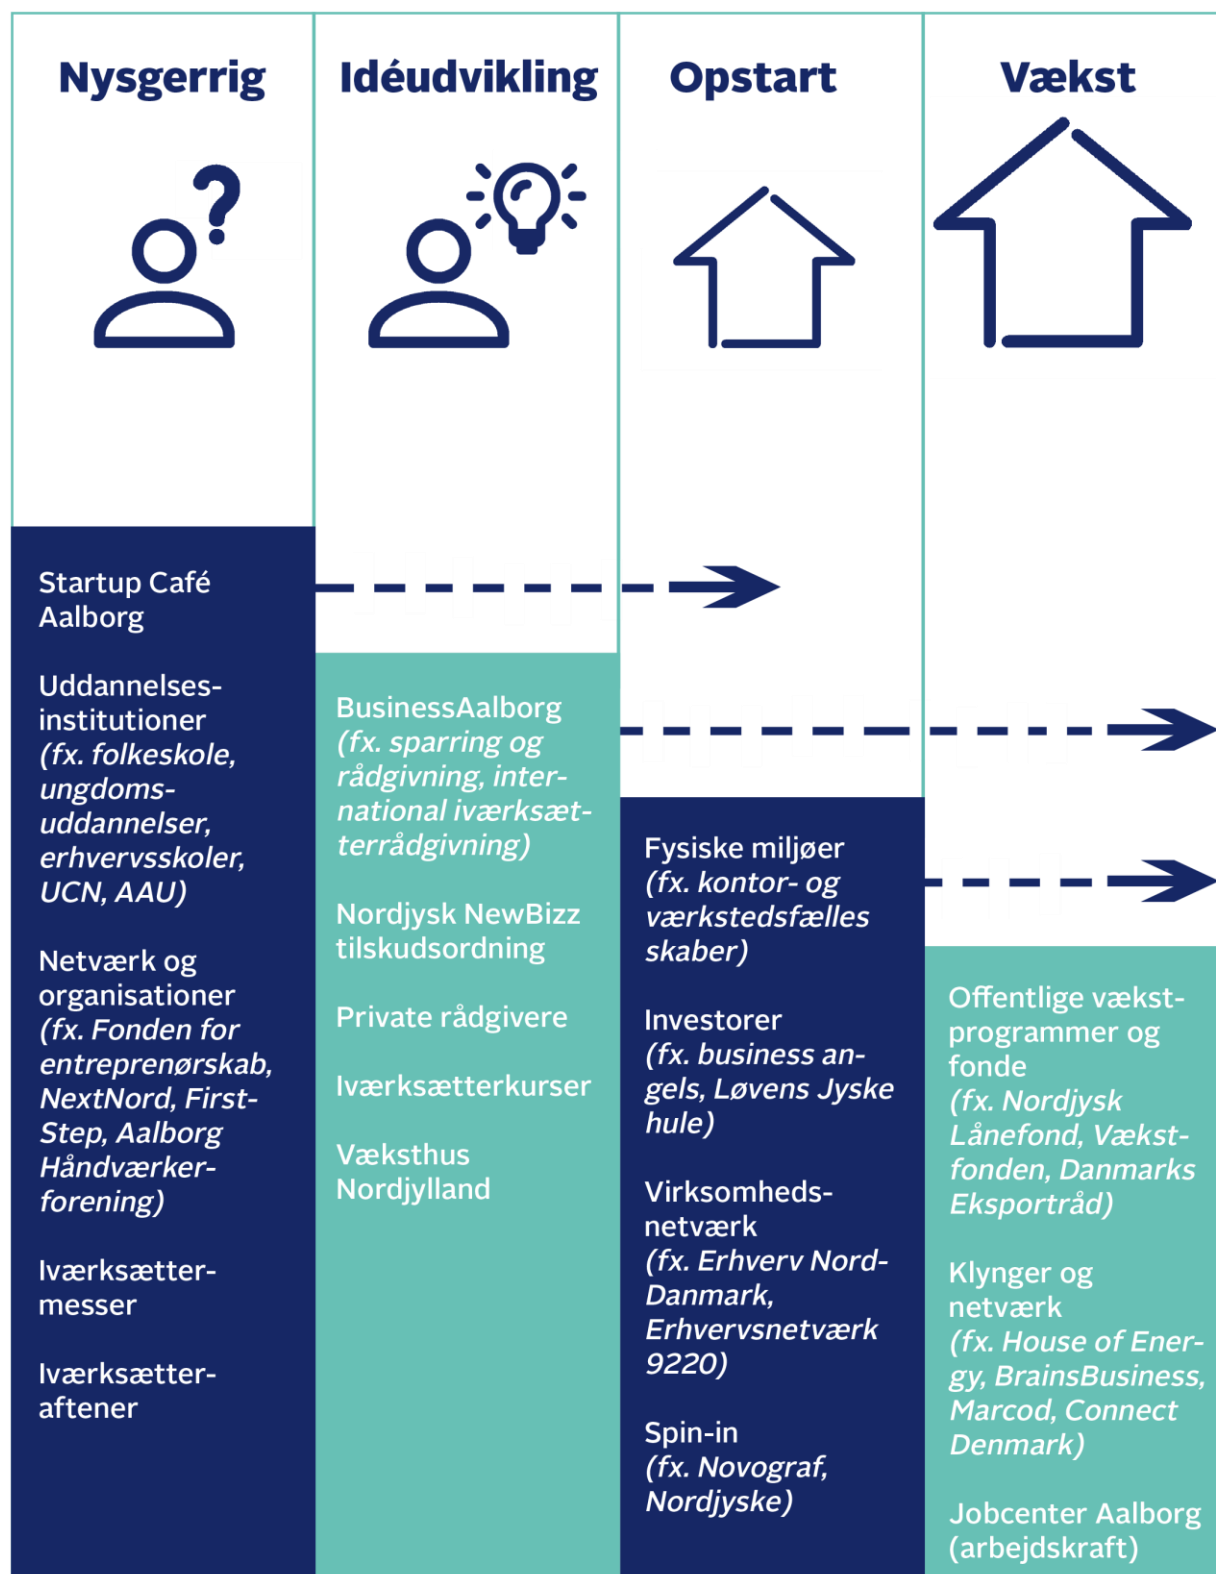 Nysgerrig
Idéudvikling
Opstart
Vækst
?
Startup Café
Aalborg
Uddannelses-
institutioner
(fx. folkeskole,
ungdoms-
uddannelser,
erhvervsskoler,
UCN, AAU)
Netværk og
organisationer
(fx. Fonden for
entreprenørskab,
NextNord, First-
Step, Aalborg
Håndværker-
forening)
Iværksætter-
messer
Iværksætter-
aftener
BusinessAalborg
(fx. sparring og
rådgivning, inter-
national iværksæt-
terrådgivning)
Nordjysk NewBizz
tilskudsordning
Private rådgivere
Iværksætterkurser
Væksthus
Nordjylland
Fysiske miljøer
(fx. kontor- og
værkstedsfælles
skaber)
Investorer
(fx. business an-
gels, Løvens Jyske
hule)
Virksomheds-
netværk
(fx. Erhverv Nord-
Danmark,
Erhvervsnetværk
9220)
Spin-in
(fx. Novograf,
Nordjyske)
Offentlige vækst-
programmer og
fonde
(fx. Nordjysk
Lånefond, Vækst-
fonden, Danmarks
Eksportråd)
Klynger og
netværk
(fx. House of Ener-
gy, BrainsBusiness,
Marcod, Connect
Denmark)
Jobcenter Aalborg
(arbejdskraft)